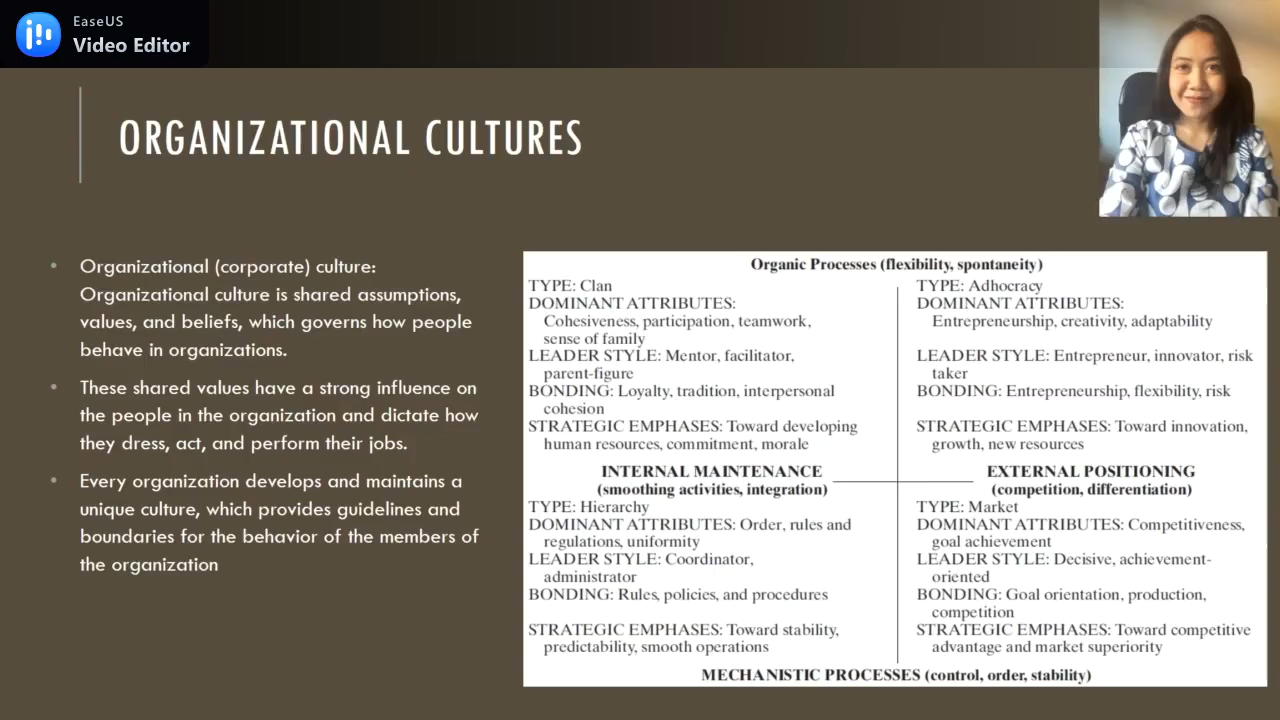 EaseUS
Video Editor
ORGANIZATIONAL CULTURES
• Organizational (corporate) culture:
Organizational culture is shared assumptions,
values, and beliefs, which governs how people
behave in organizations.
• These shared values have a strong influence on
the people in the organization and dictate how
they dress, act, and perform their jobs.
• Every organization develops and maintains a
unique culture, which provides guidelines and
boundaries for the behavior of the members of
the organization
Organic Processes (flexibility, spontaneity)
TYPE: Clan
DOMINANT ATTRIBUTES:
Cohesiveness, participation, teamwork,
sense of family
LEADER STYLE: Mentor, facilitator,
parent-figure
BONDING: Loyalty, tradition, interpersonal
cohesion
STRATEGIC EMPHASES: Toward developing
human resources, commitment, morale
TYPE: Adhocracy
DOMINANT ATTRIBUTES:
Entrepreneurship, creativity, adaptability
LEADER STYLE: Entrepreneur, innovator, risk
taker
BONDING: Entrepreneurship, flexibility, risk
STRATEGIC EMPHASES: Toward innovation,
growth, new resources
INTERNAL MAINTENANCE
(smoothing activities, integration)
EXTERNAL POSITIONING
(competition, differentiation)
TYPE: Hierarchy
DOMINANT ATTRIBUTES: Order, rules and
regulations, uniformity
LEADER STYLE: Coordinator,
administrator
BONDING: Rules, policies, and procedures
STRATEGIC EMPHASES: Toward stability,
predictability, smooth operations
TYPE: Market
DOMINANT ATTRIBUTES: Competitiveness,
goal achievement
LEADER STYLE: Decisive, achievement-
oriented
BONDING: Goal orientation, production,
competition
STRATEGIC EMPHASES: Toward competitive
advantage and market superiority
MECHANISTIC PROCESSES (control, order, stability)